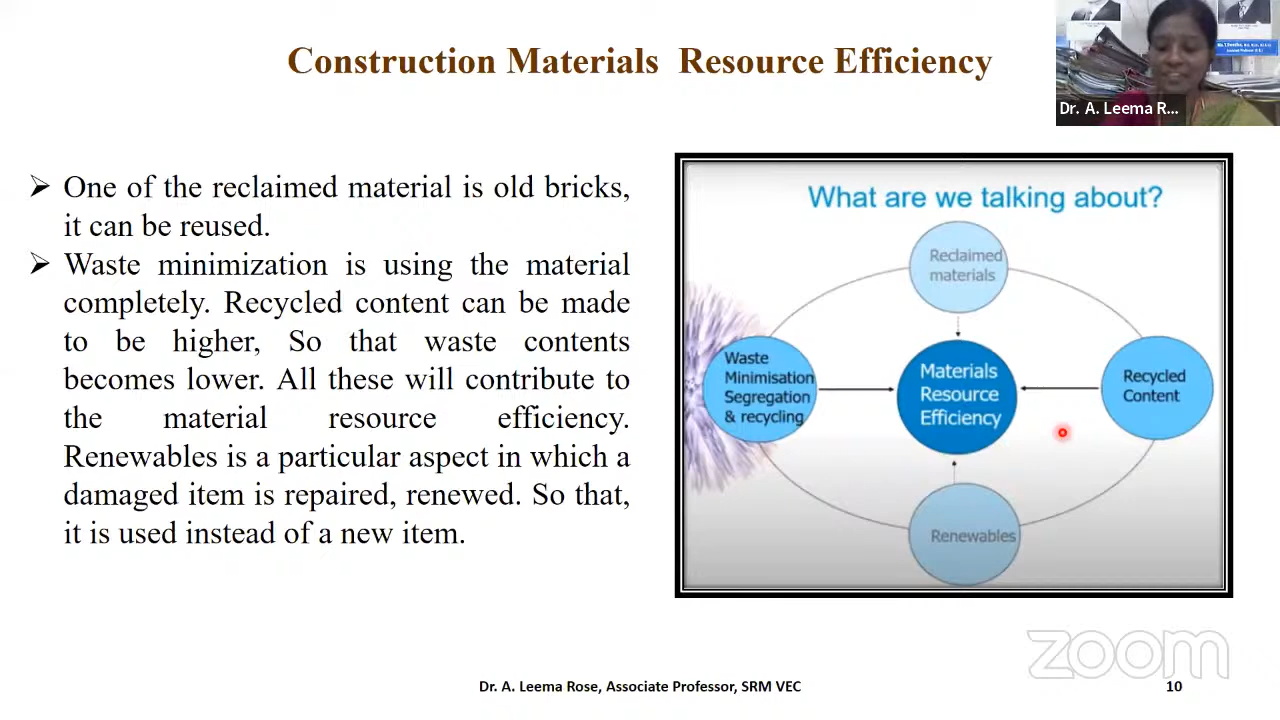 Construction Materials  Resource Efficiency
Dr. A. Leema R...
➤ One of the reclaimed material is old bricks,
it can be reused.
➤ Waste minimization is using the material
completely. Recycled content can be made
to be higher, So that waste contents
becomes lower. All these will contribute to
the material resource efficiency.
Renewables is a particular aspect in which a
damaged item is repaired, renewed. So that,
it is used instead of a new item.
What are we talking about?
Reclaimed
materials
Waste
Minimisation
Segregation
& recycling
Materials
Resource
Efficiency
Recycled
Content
Renewables
zoom
Dr. A. Leema Rose, Associate Professor, SRM VEC
10